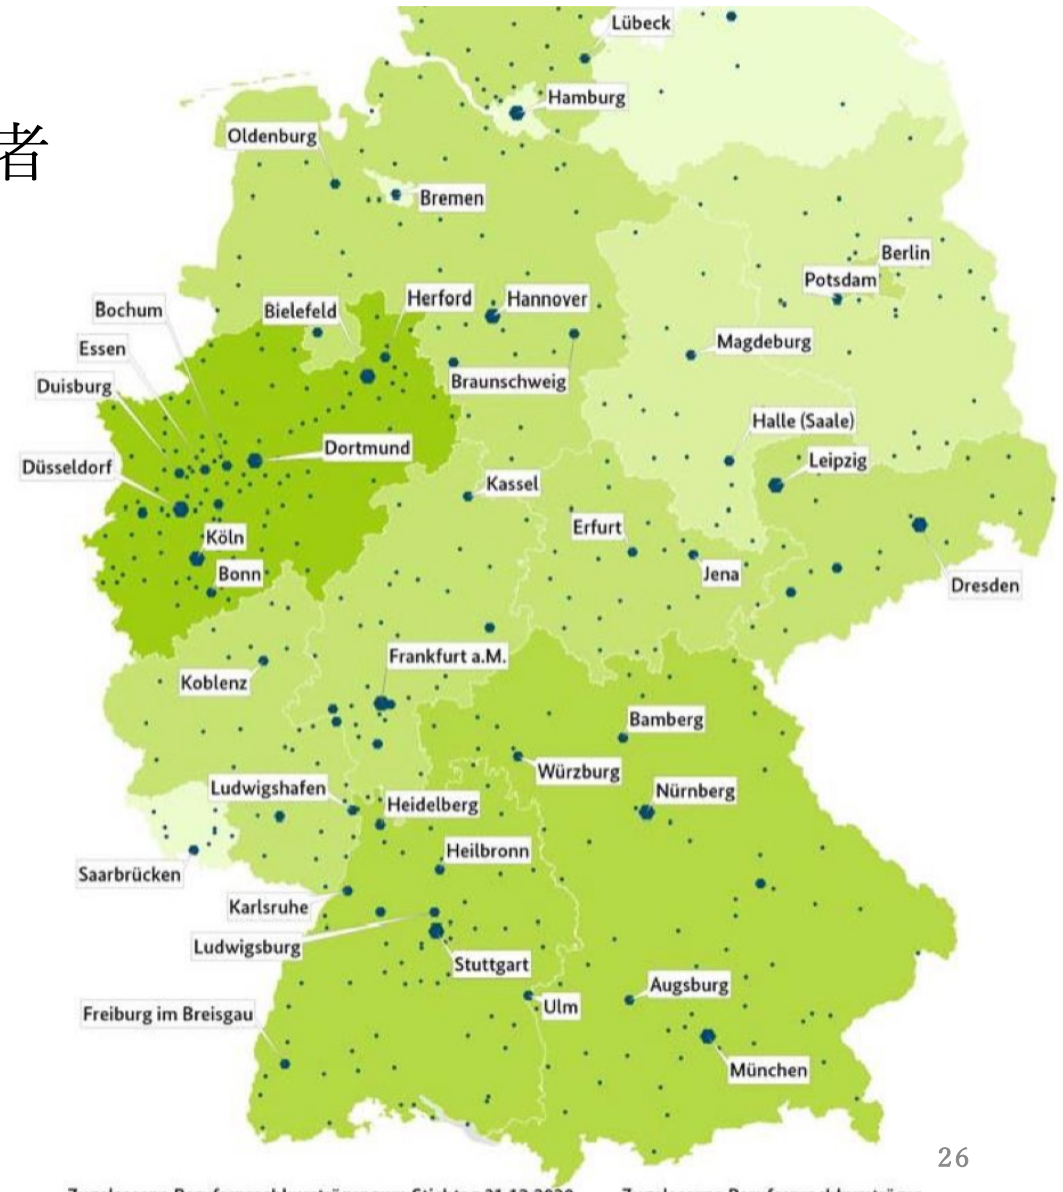 Lübeck
Hamburg
者
Oldenburg
Bremen
Berlin
Potsdam
Bochum
Bielefeld
Herford
Hannover
Essen
Magdeburg
Duisburg
Braunschweig
Halle (Saale)
Dortmund
Düsseldorf
Leipzig
Kassel
Erfurt
Köln
Bonn
Jena
Dresden
Frankfurt a.M.
Koblenz
Bamberg
Würzburg
Ludwigshafen
Nürnberg
Heidelberg
Heilbronn
Saarbrücken
Karlsruhe
Ludwigsburg
Stuttgart
Augsburg
Ulm
Freiburg im Breisgau
München
26